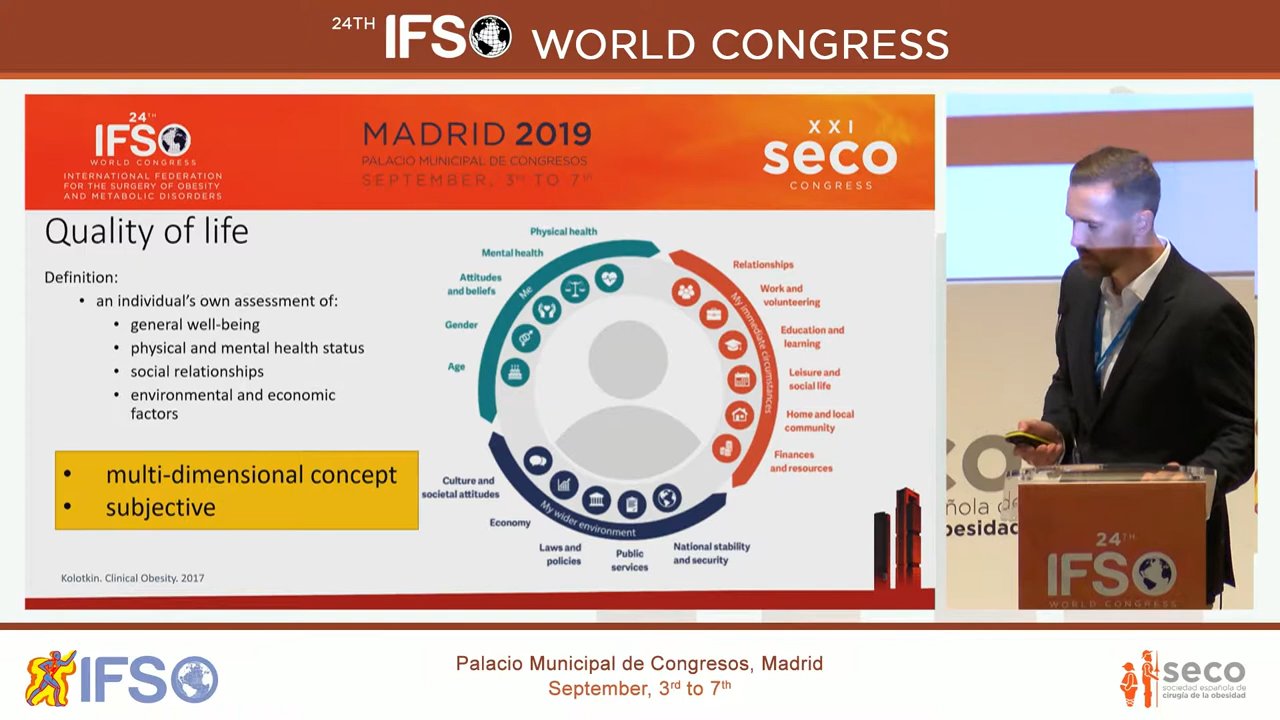 24TH IFSO WORLD CONGRESS
24TH
IFSO
WORLD CONGRESS
INTERNATIONAL FEDERATION
FOR THE SURGERY OF OBESITY
AND METABOLIC DISORDERS
MADRID 2019
PALACIO MUNICIPAL DE CONGRESOS
SEPTEMBER, 3RD TO 7TH
XXI
seco
CONGRESS
Quality of life
Definition:
• an individual's own assessment of:
• general well-being
• physical and mental health status
• social relationships
• environmental and economic
factors
• multi-dimensional concept
• subjective
Kolotkin. Clinical Obesity. 2017
Physical health
Mental health
Attitudes
and beliefs
Gender
Age
Me
Relationships
Work and
volunteering
Education and
learning
Leisure and
social life
Home and local
community
Finances
and resources
My immediate circumstances
Culture and
societal attitudes
Economy
Laws and
policies
Public
services
National stability
and security
My wider environment
co
ñola de
besidad
24TH
IFSO
WORLD CONGRESS
IFSO
Palacio Municipal de Congresos, Madrid
September, 3rd to 7th
seco
sociedad española de
cirugía de la obesidad